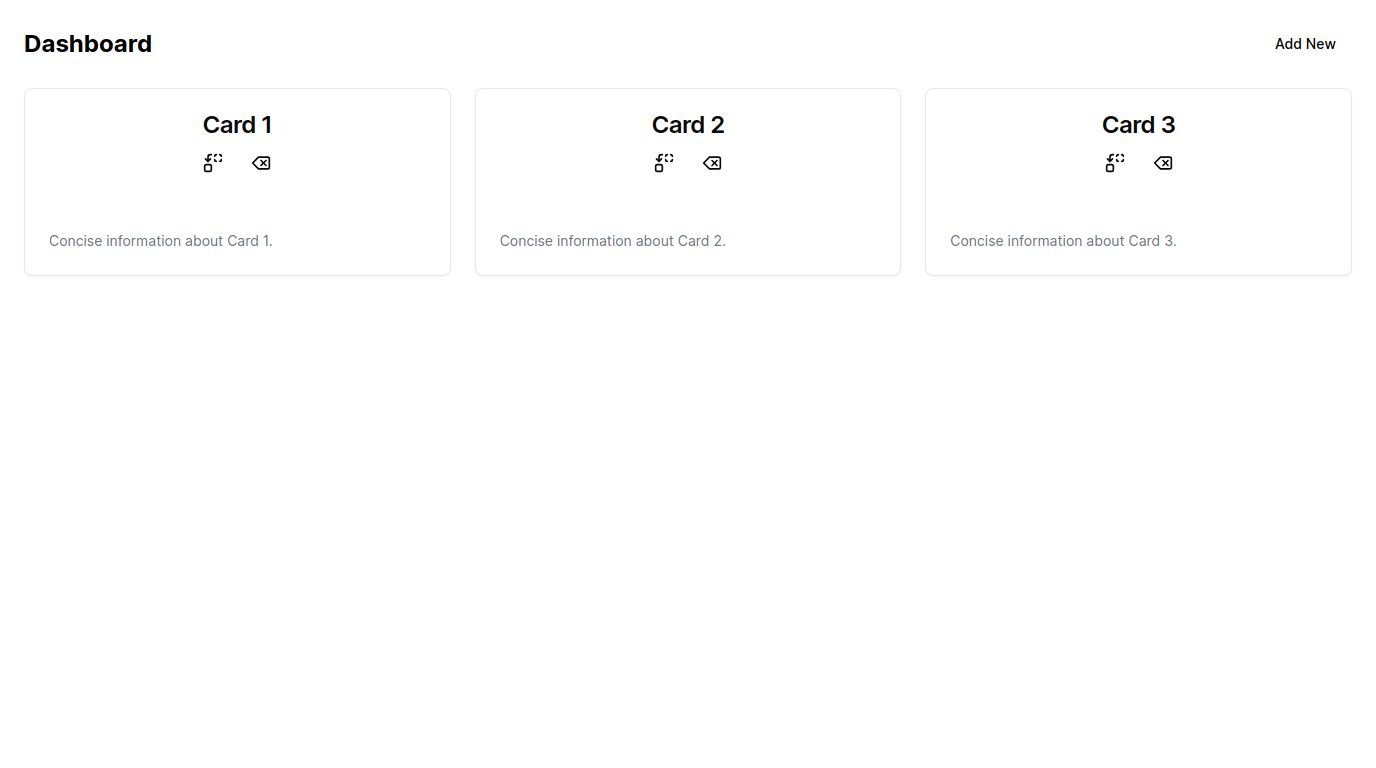 Dashboard
Add New
Card 1
Concise information about Card 1.
Card 2
Concise information about Card 2.
Card 3
Concise information about Card 3.